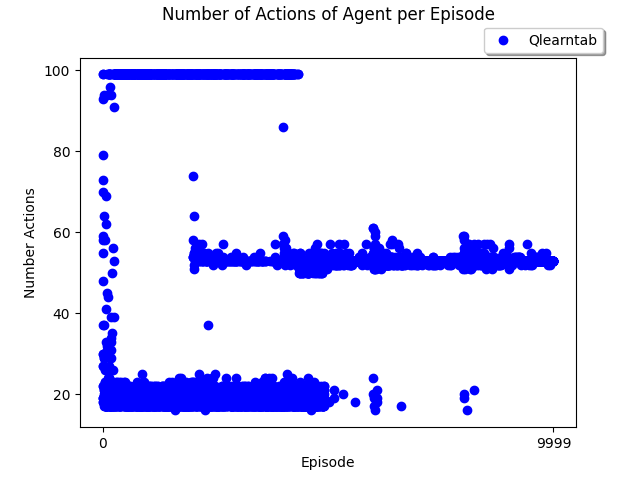 Number of Actions of Agent per Episode
Qlearntab
100
80
60
40
20
Number Actions
0
9999
Episode